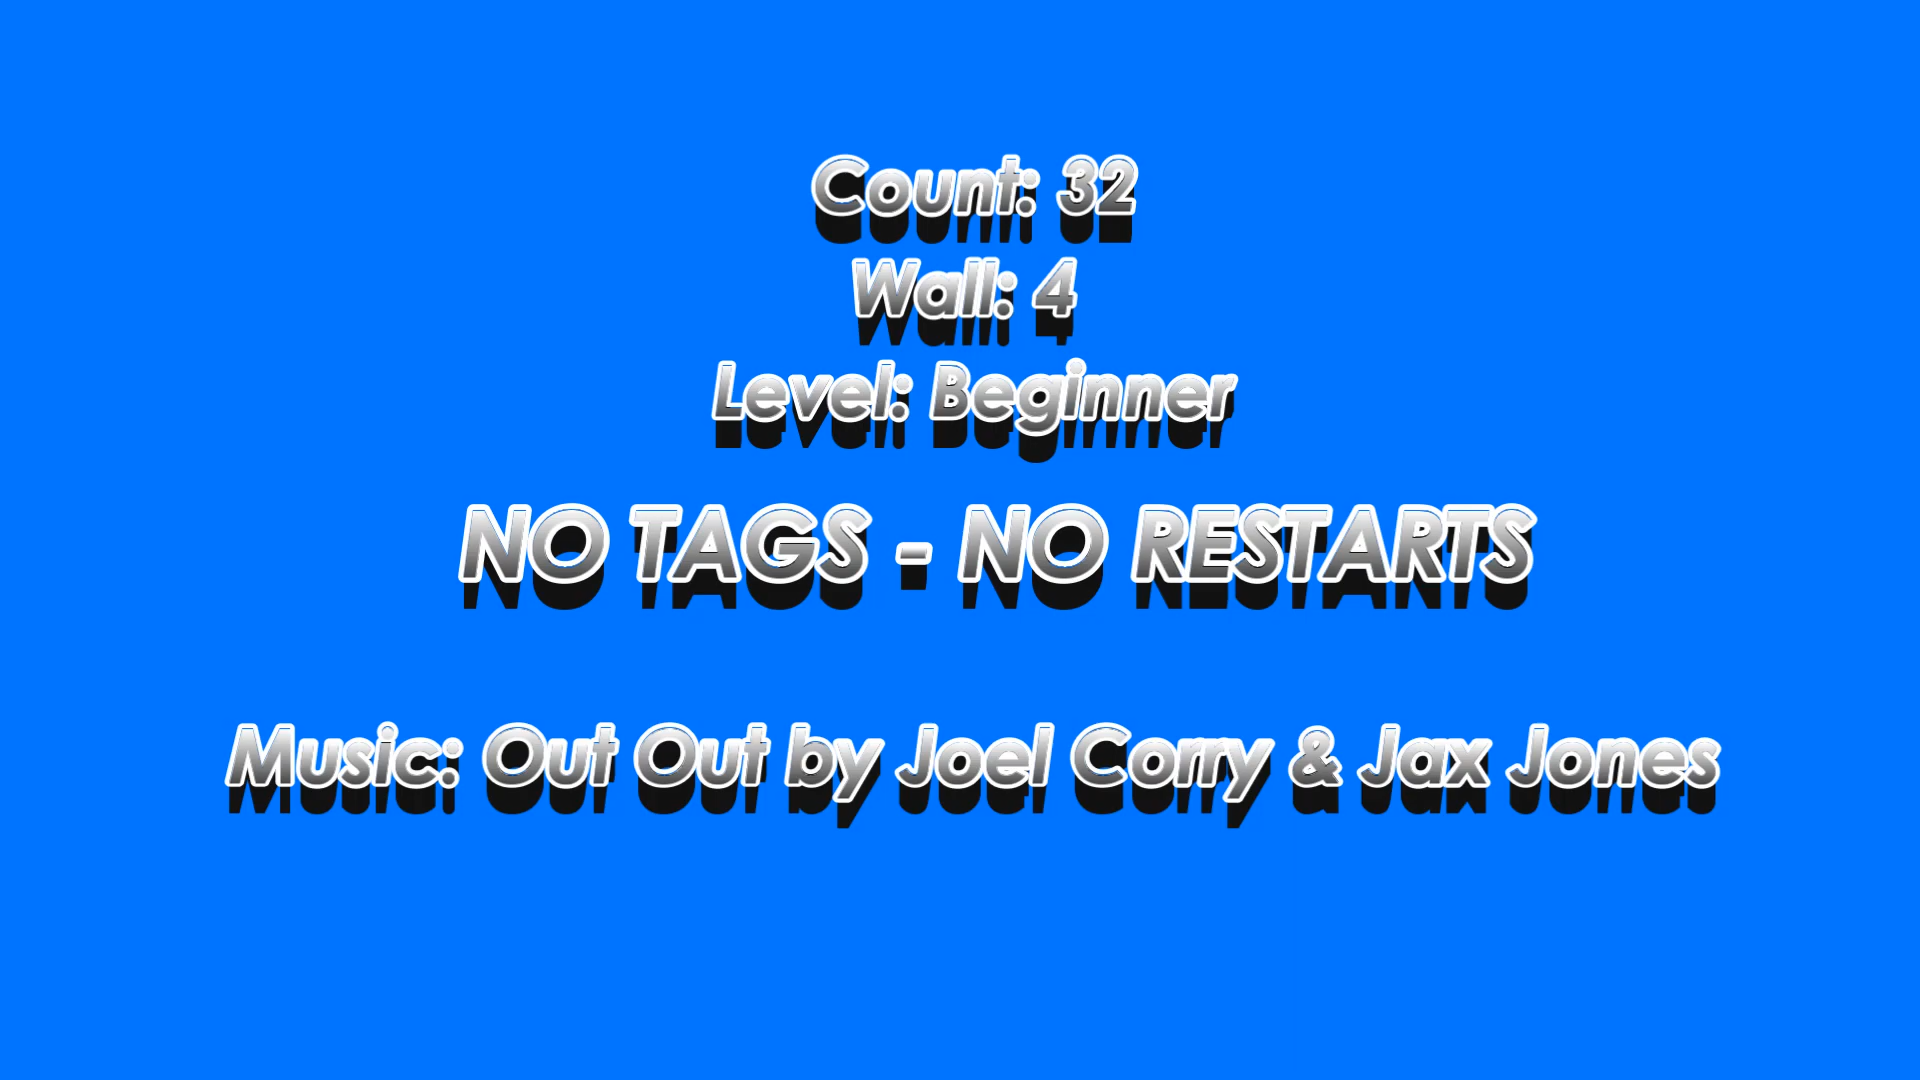 Count: 32
Wall: 4
Level: Beginner
NO TAGS - NO RESTARTS
Music: Out Out by Joel Corry & Jax Jones